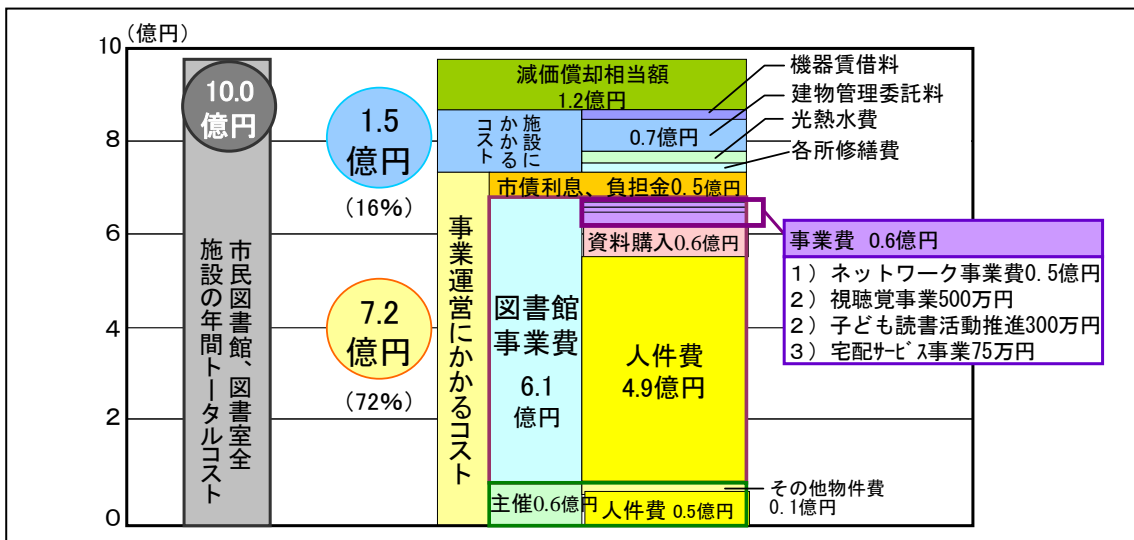 (億円)
10
8
6
4
2
0
10.0
億円
市民図書館、図書室全
施設の年間トータルコスト
1.5
億円
(16%)
7.2
億円
(72%)
減価償却相当額
1.2億円
施設に
かかる
コスト
0.7億円
機器賃借料
建物管理委託料
光熱水費
各所修繕費
事業運営にかかるコスト
市債利息、負担金0.5億円
図書館
事業費
6.1
億円
資料購入0.6億円
人件費
4.9億円
主催0.6億円
人件費 0.5億円
その他物件費
0.1億円
事業費 0.6億円
1) ネットワーク事業費0.5億円
2) 視聴覚事業500万円
2) 子ども読書活動推進300万円
3) 宅配ｻｰﾋﾞｽ事業75万円